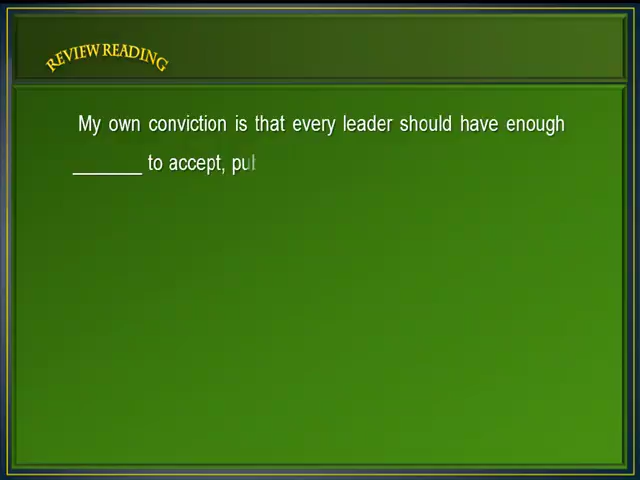 REVIEW READING
My own conviction is that every leader should have enough
_______ to accept,